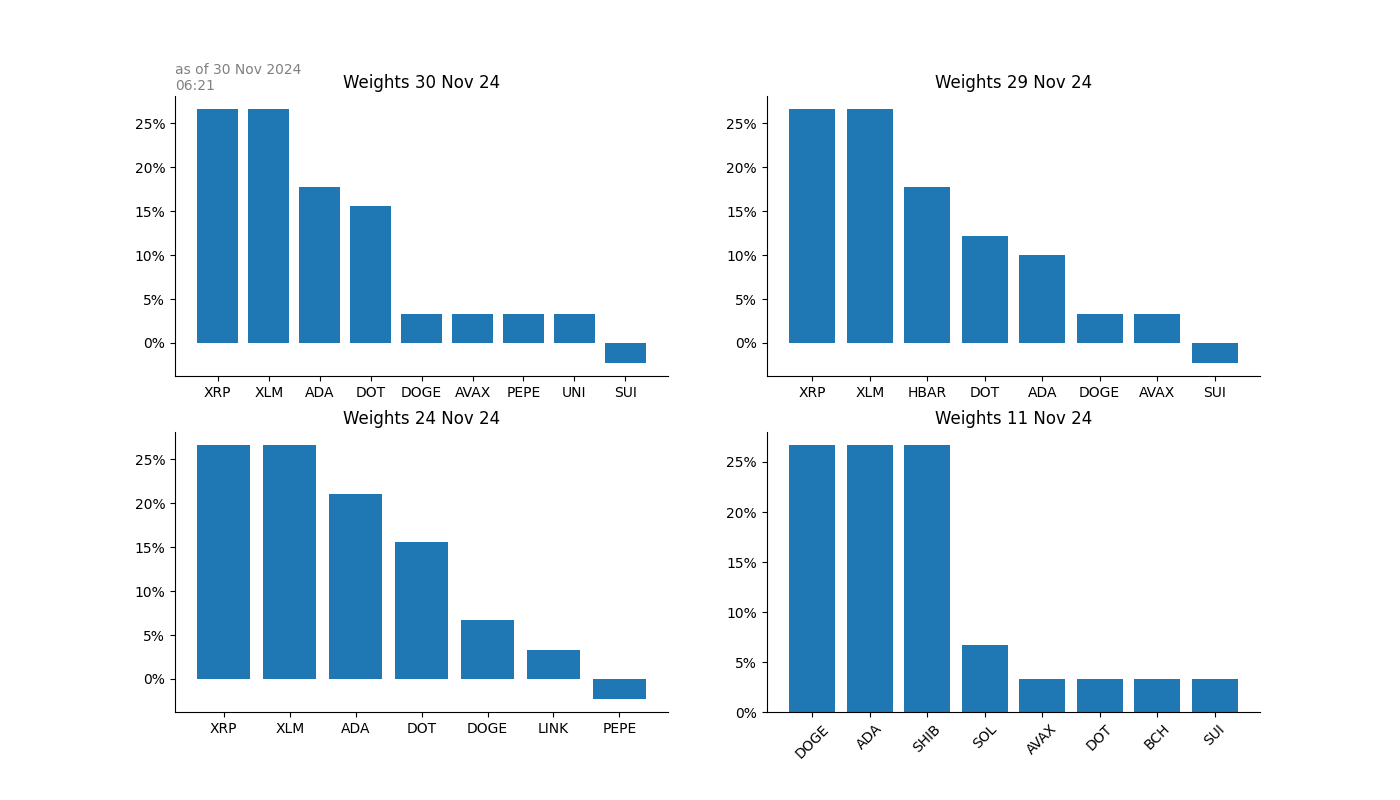 as of 30 Nov 2024
06:21
Weights 30 Nov 24
25%
20%
15%
10%
5%
0%
XRP XLM ADA DOT DOGE AVAX PEPE UNI SUI
Weights 29 Nov 24
25%
20%
15%
10%
5%
0%
XRP XLM HBAR DOT ADA DOGE AVAX SUI
Weights 24 Nov 24
25%
20%
15%
10%
5%
0%
XRP XLM ADA DOT DOGE LINK PEPE
Weights 11 Nov 24
25%
20%
15%
10%
5%
0%
DOGE ADA SHIB SOL AVAX DOT BCH SUI